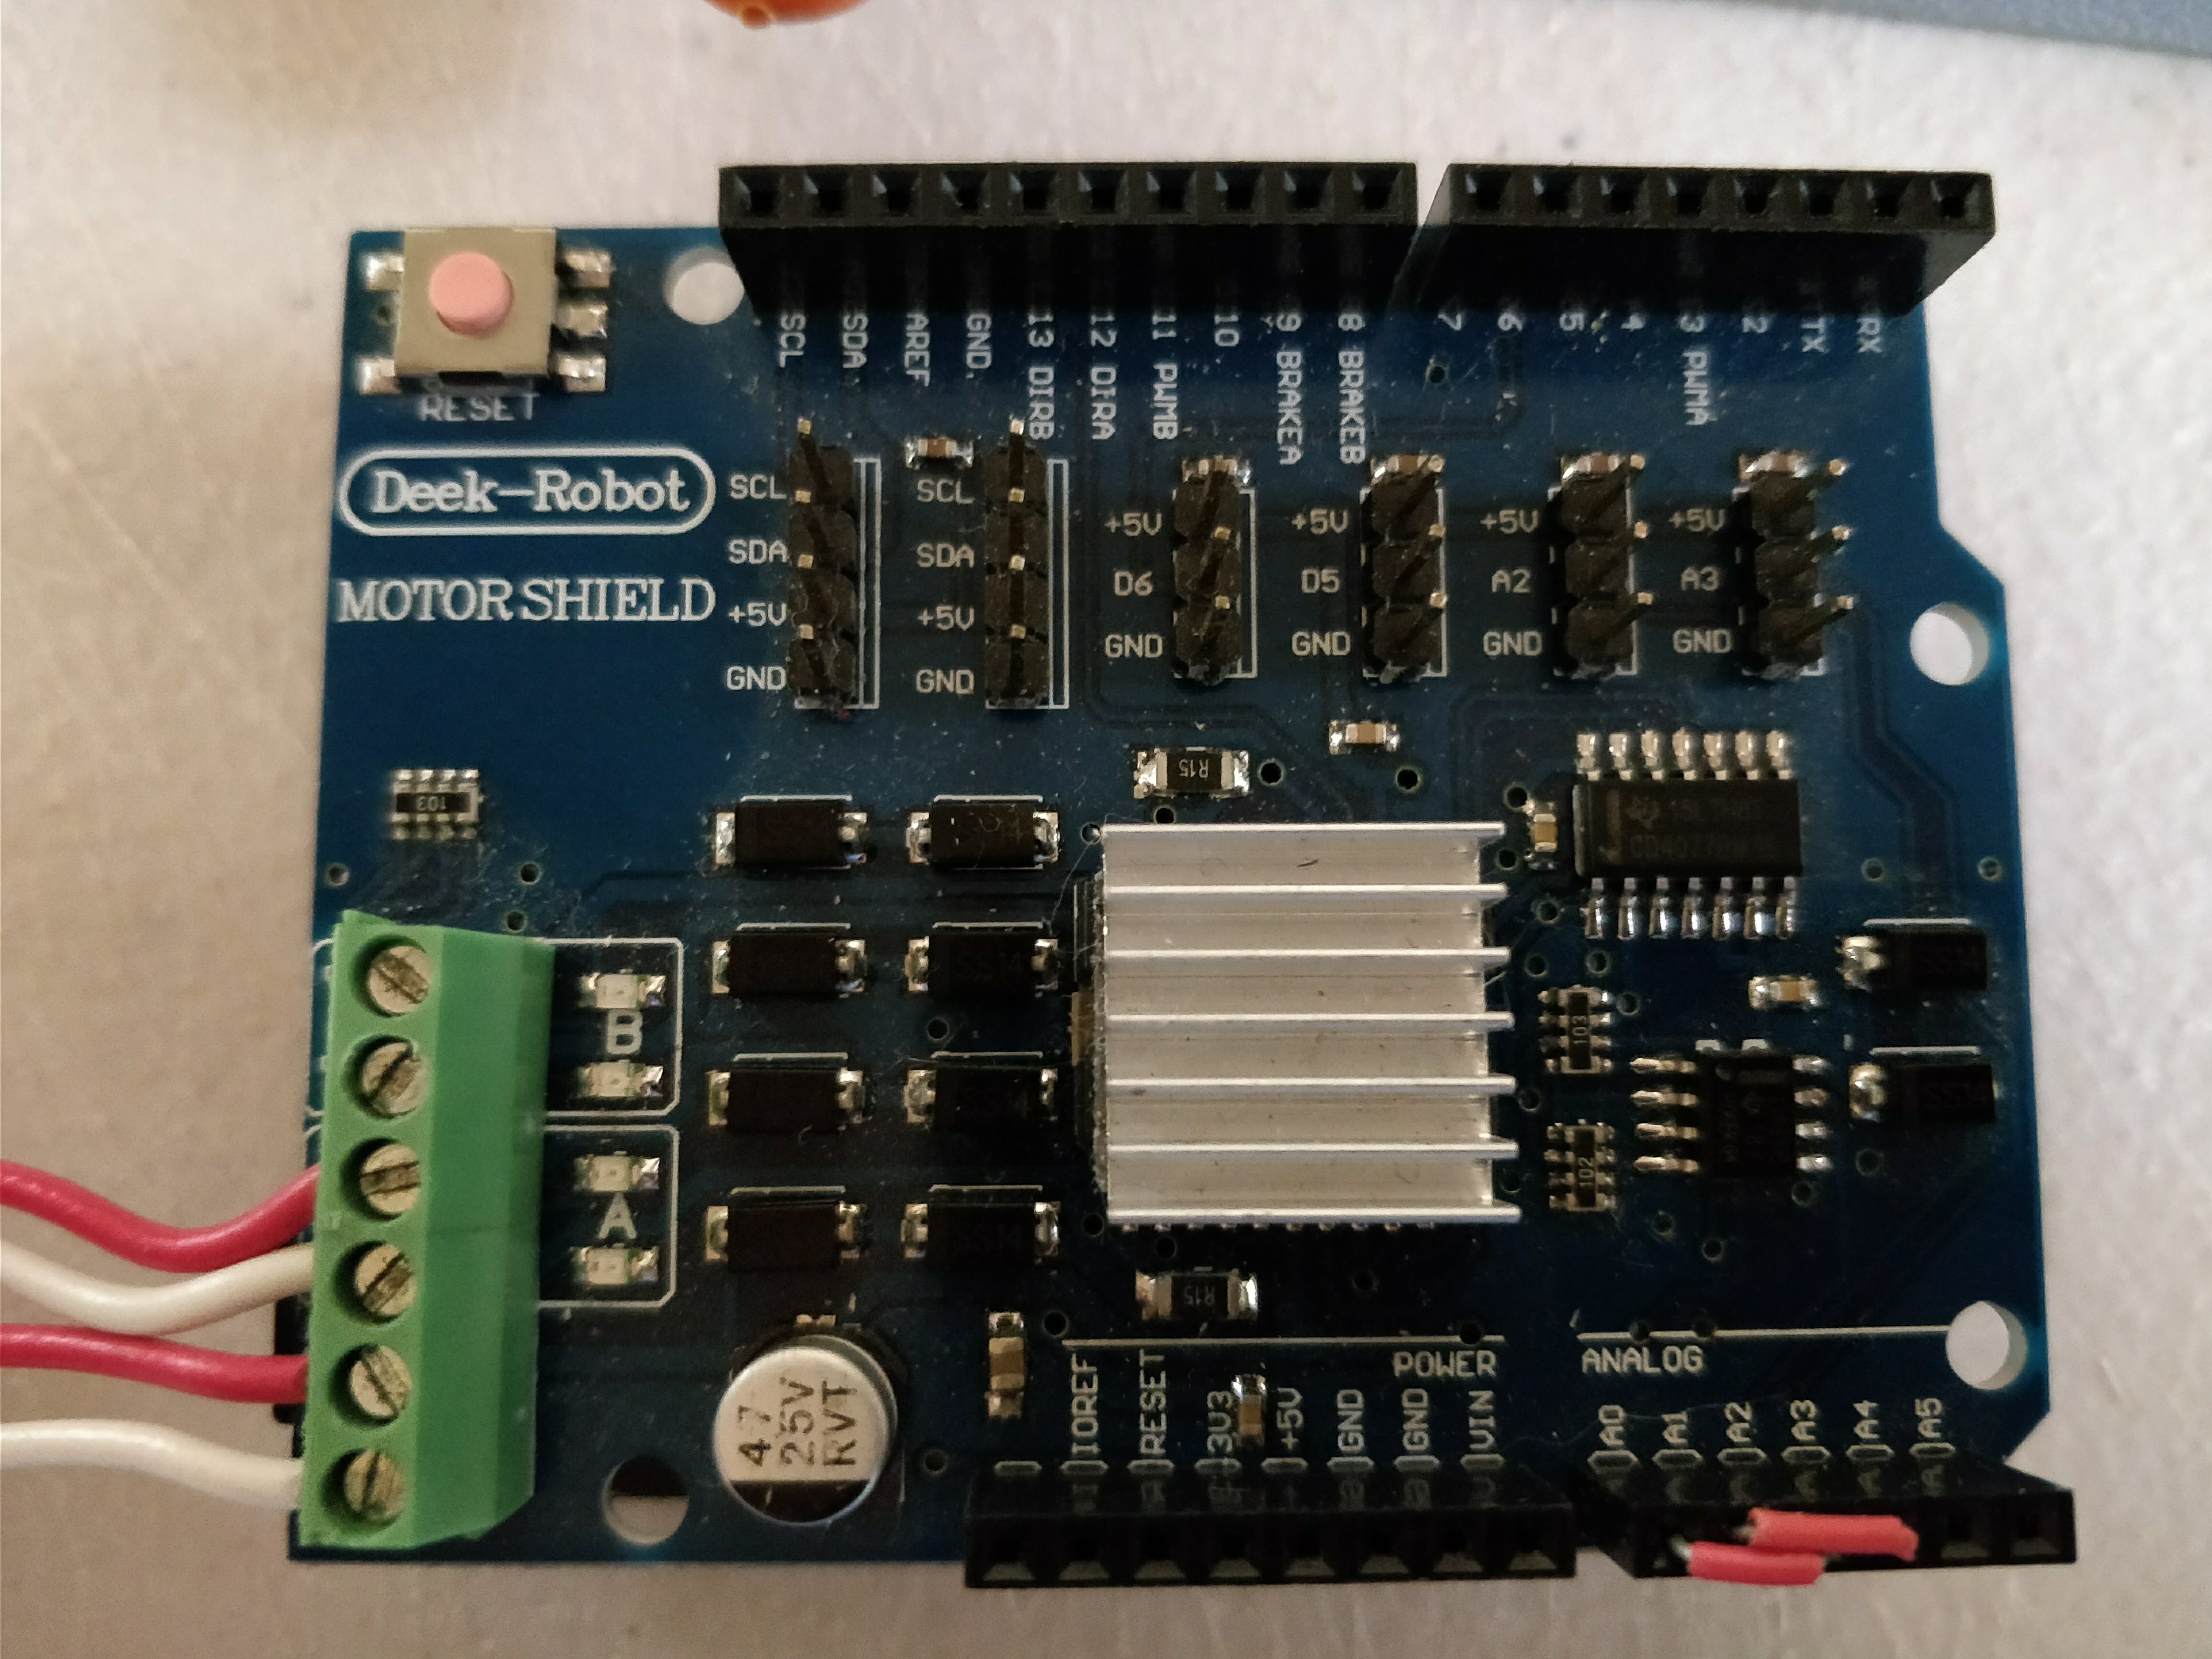 SCL
SDA
AREF
GND
13 DIRB
12 DIRA
11 PWMB
10
9 BRAKEA
8 BRAKEB
7
6
5
4
3 PWMA
2
TX
RX
RESET
Deek-Robot
MOTOR SHIELD
SCL
SDA
+5V
GND
SCL
SDA
+5V
GND
+5V
D6
GND
+5V
D5
GND
+5V
A2
GND
+5V
A3
GND
R15
103
B
A
SS14
SS14
103
102
R15
47
25V
RVT
POWER
IOREF
RESET
3V3
+5V
GND
GND
VIN
ANALOG
A0
A1
A2
A3
A4
A5